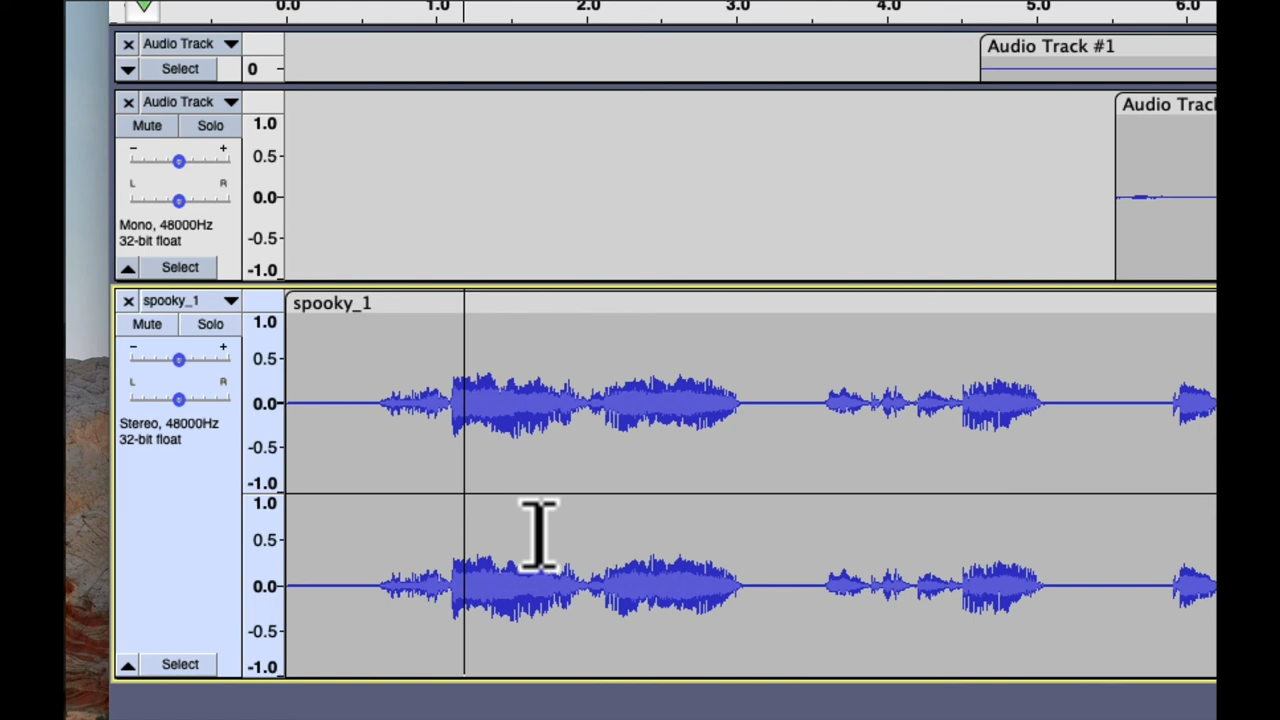 0.0 1.0 2.0 3.0 4.0 5.0 6.0
Audio Track
Select
0
Audio Track #1
Audio Track
Mute Solo
- +
L R
Mono, 48000Hz
32-bit float
Select
1.0
0.5
0.0
-0.5
-1.0
Audio Track
spooky_1
Mute Solo
- +
L R
Stereo, 48000Hz
32-bit float
Select
1.0
0.5
0.0
-0.5
-1.0
1.0
0.5
0.0
-0.5
-1.0
spooky_1